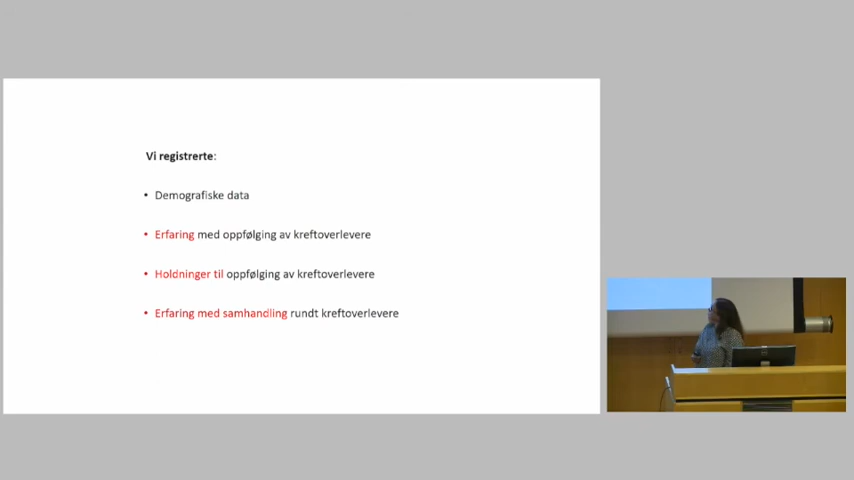 Vi registrerte:
• Demografiske data
• Erfaring med oppfølging av kreftoverlevere
• Holdninger til oppfølging av kreftoverlevere
• Erfaring med samhandling rundt kreftoverlevere